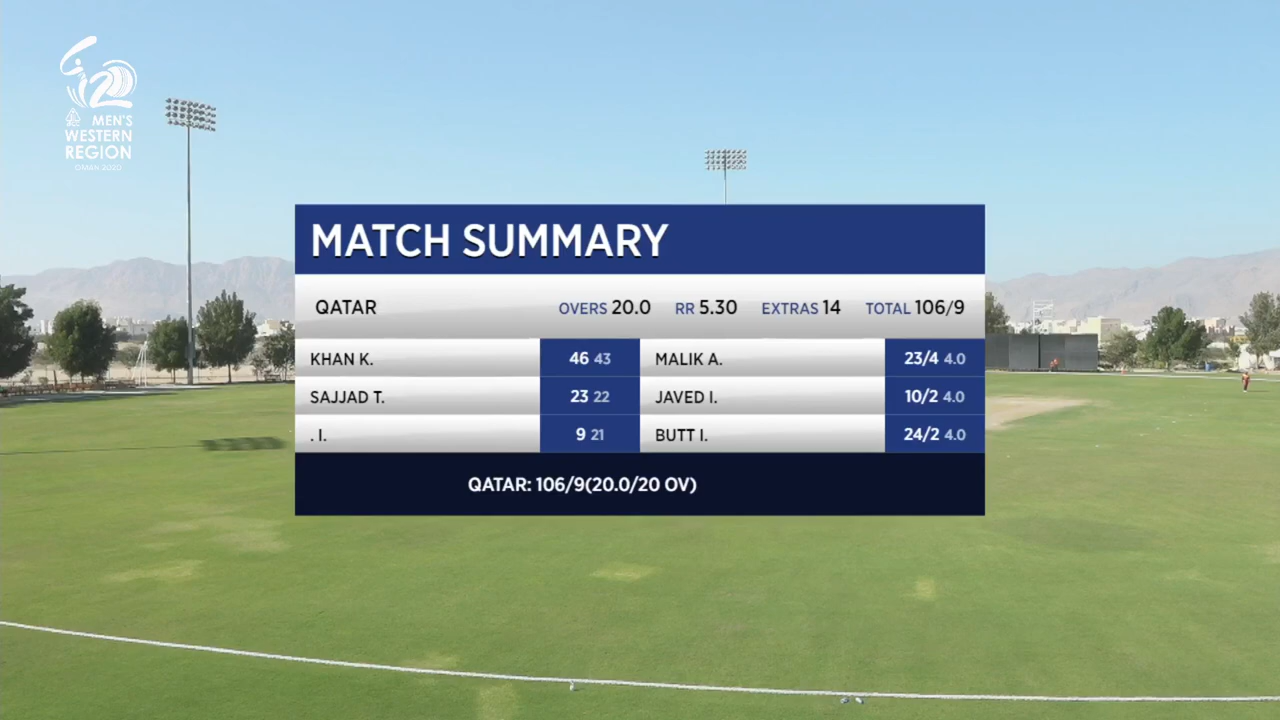 T20
MEN'S
WESTERN
REGION
OMAN 2020
MATCH SUMMARY
QATAR OVERS 20.0 RR 5.30 EXTRAS 14 TOTAL 106/9
KHAN K. 46 43 MALIK A. 23/4 4.0
SAJJAD T. 23 22 JAVED I. 10/2 4.0
. I. 9 21 BUTT I. 24/2 4.0
QATAR: 106/9(20.0/20 OV)